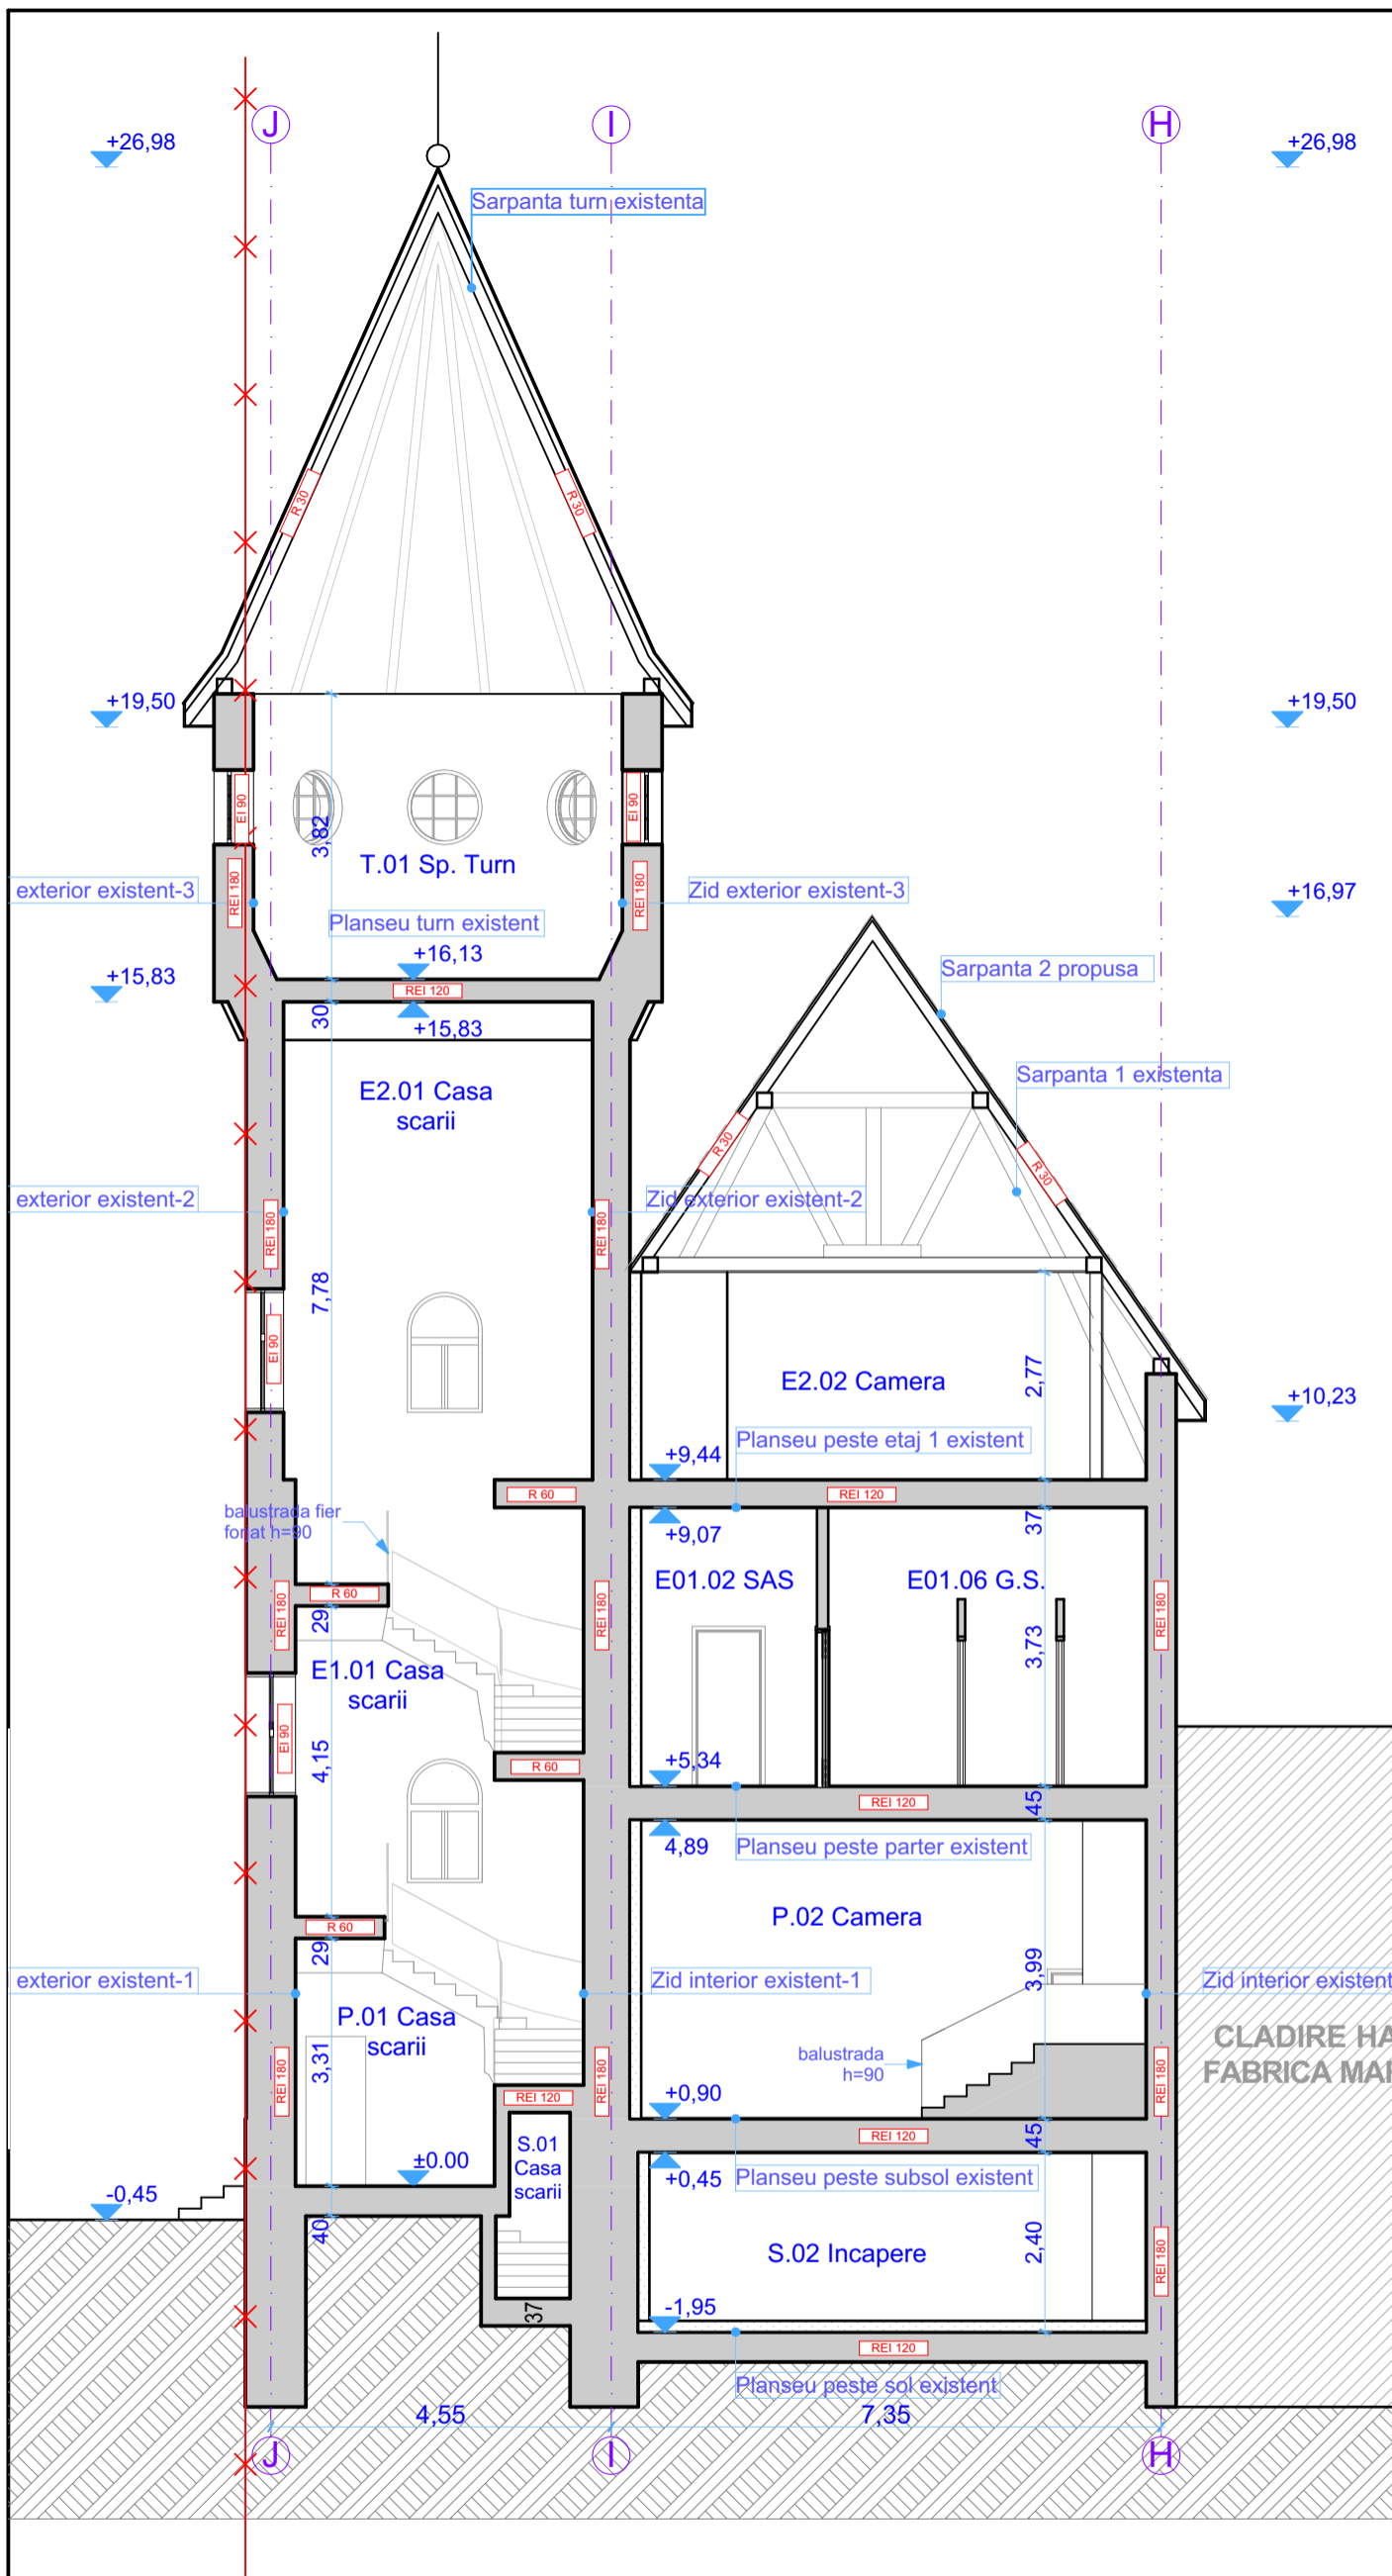 J
I
H
+26,98
+26,98
Sarpanta turn existenta
R 30
R 30
+19,50
+19,50
EI 90
EI 90
3,82
T.01 Sp. Turn
REI 180
REI 180
exterior existent-3
Zid exterior existent-3
+16,97
Planseu turn existent
+16,13
+15,83
REI 120
Sarpanta 2 propusa
30
+15,83
E2.01 Casa
scarii
Sarpanta 1 existenta
R 30
R 30
exterior existent-2
Zid exterior existent-2
REI 180
REI 180
7,78
EI 90
E2.02 Camera
2,77
+10,23
Planseu peste etaj 1 existent
+9,44
R 60
REI 120
balustrada fier
forjat h=90
+9,07
37
E01.02 SAS
E01.06 G.S.
R 60
REI 180
REI 180
REI 180
29
3,73
E1.01 Casa
scarii
EI 90
4,15
R 60
+5,34
REI 120
45
4,89
Planseu peste parter existent
P.02 Camera
R 60
29
3,99
exterior existent-1
Zid interior existent-1
Zid interior existent
P.01 Casa
scarii
CLADIRE HA
FABRICA MAR
balustrada
h=90
3,31
REI 180
REI 180
REI 180
REI 120
+0,90
REI 120
45
S.01
Casa
scarii
±0.00
+0,45
Planseu peste subsol existent
-0,45
40
S.02 Incapere
2,40
REI 180
37
-1,95
REI 120
Planseu peste sol existent
4,55
7,35
J
I
H